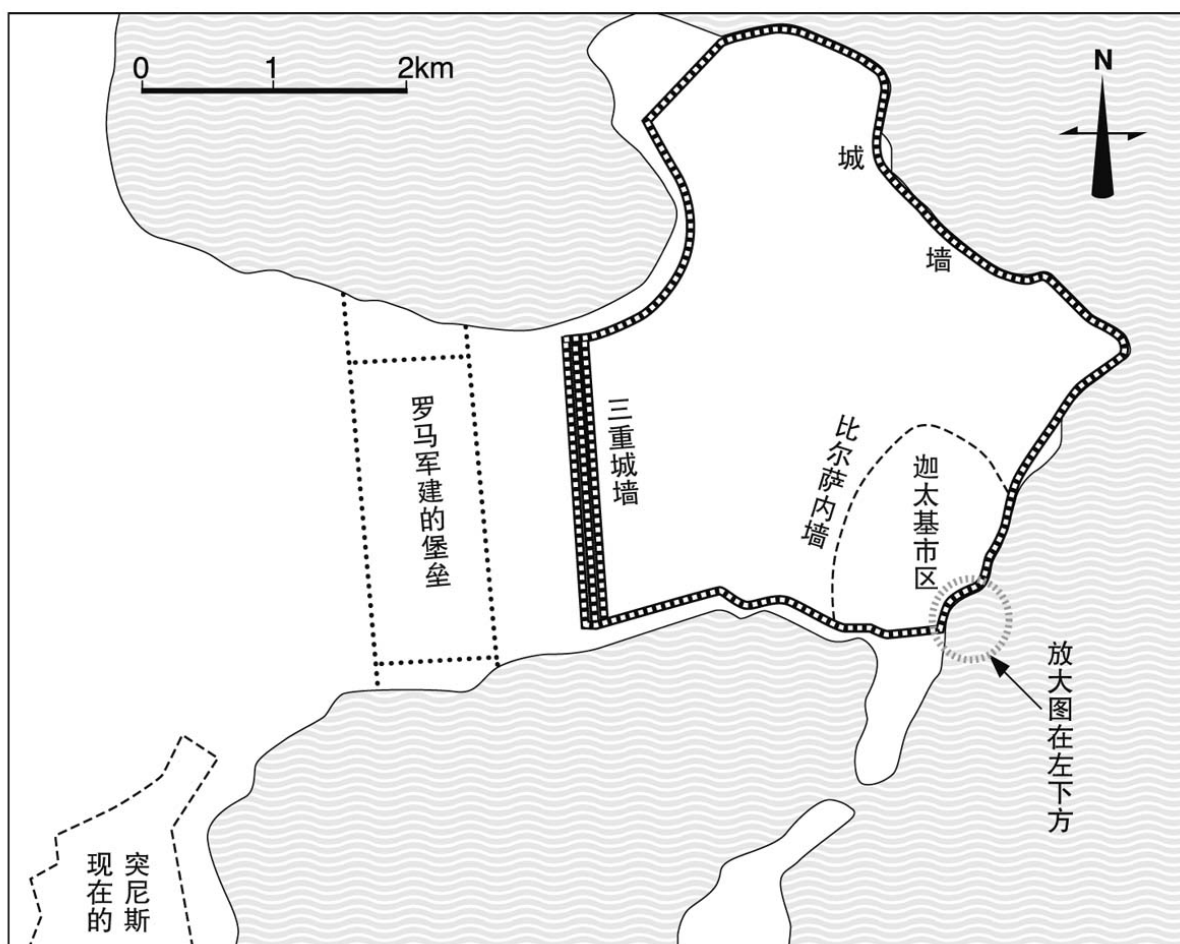 0 1 2km
N
城墙
三重城墙
罗马军建的堡垒
比尔萨内墙
迦太基市区
放大图在左下方
现在的
突尼斯